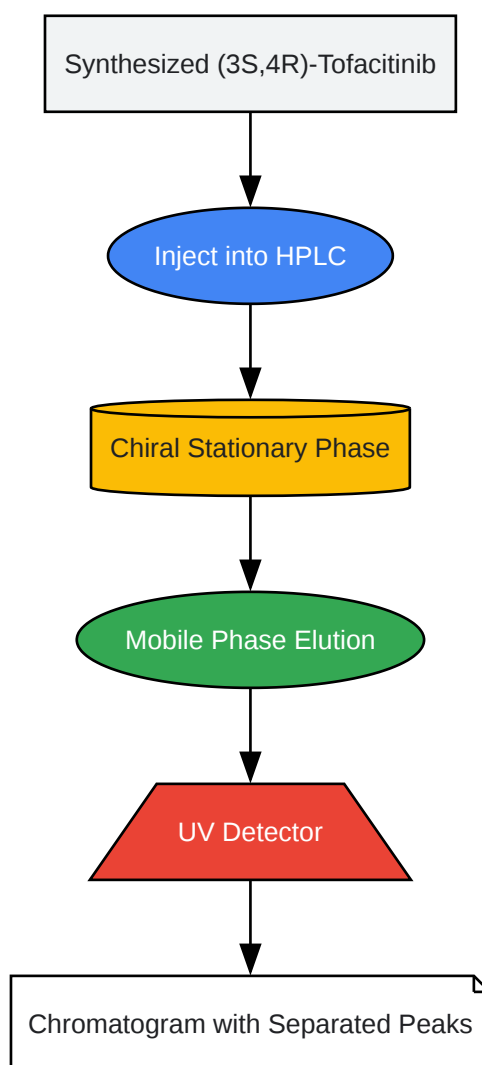 Synthesized (3S,4R)-Tofacitinib
Inject into HPLC
Chiral Stationary Phase
Mobile Phase Elution
UV Detector
Chromatogram with Separated Peaks